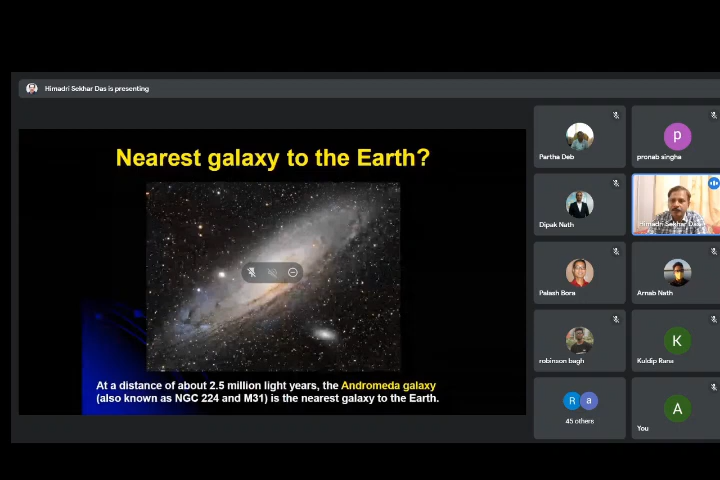 Himadri Sekhar Das is presenting
Nearest galaxy to the Earth?
At a distance of about 2.5 million light years, the Andromeda galaxy
(also known as NGC 224 and M31) is the nearest galaxy to the Earth.
Partha Deb
p
pronab singha
Dipak Nath
Himadri Sekhar Das
Palash Bora
Arnab Nath
robinson bagh
K
Kuldip Rana
R a
45 others
A
You